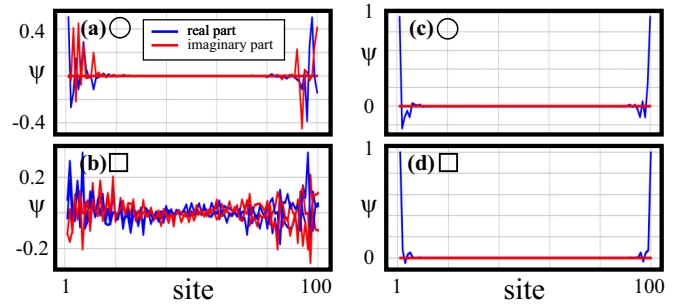 (a)
real part
imaginary part
0.4
ψ
-0.4
(c)
1
ψ
0
(b)
0.2
ψ
-0.2
1
site
100
(d)
1
ψ
0
1
site
100